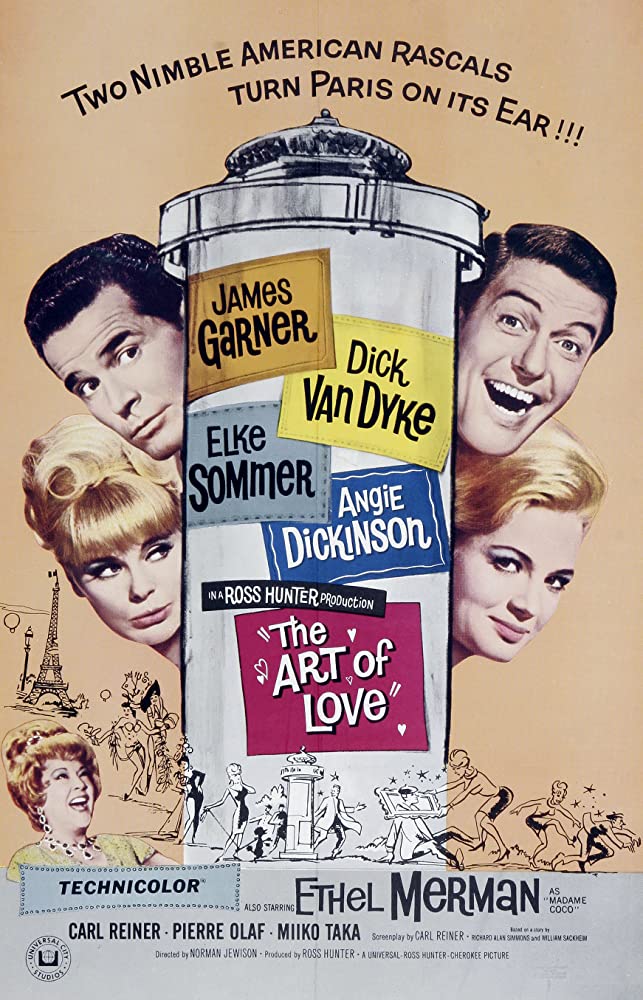 TWO NIMBLE AMERICAN RASCALS
TURN PARIS ON ITS EAR!!!
JAMES
GARNER
DICK
VAN DYKE
ELKE
SOMMER
ANGIE
DICKINSON
IN A ROSS HUNTER PRODUCTION
"The
ART OF
LOVE"
TECHNICOLOR®
ALSO STARRING ETHEL MERMAN AS "MADAME COCO"
CARL REINER · PIERRE OLAF · MIIKO TAKA
Screenplay by CARL REINER · Based on a story by RICHARD ALAN SIMMONS and WILLIAM SACKHEIM
Directed by NORMAN JEWISON · Produced by ROSS HUNTER · A UNIVERSAL-ROSS HUNTER-CHEROKEE PICTURE
UNIVERSAL CITY
STUDIOS